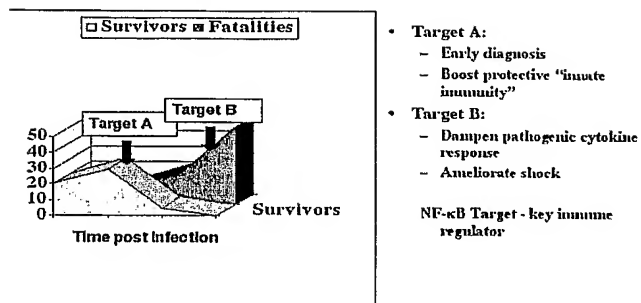 Survivors Fatalities
Target A
Target B
50
40
30
20
10
0
Survivors
Time post Infection
• Target A:
– Early diagnosis
– Boost protective “innate
immunity”
• Target B:
– Dampen pathogenic cytokine
response
– Ameliorate shock
NF-κB Target - key immune
regulator